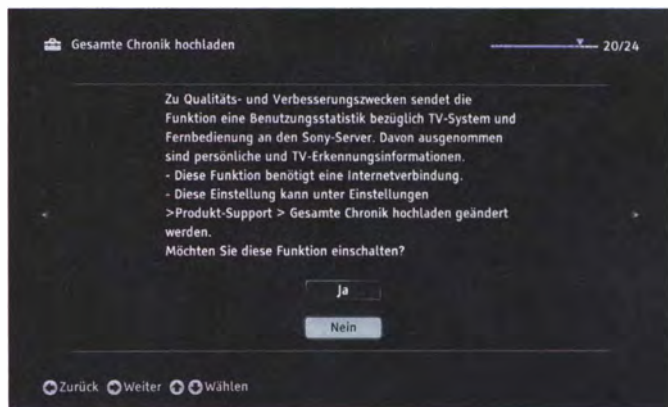 Gesamte Chronik hochladen
20/24
Zu Qualitäts- und Verbesserungszwecken sendet die
Funktion eine Benutzungsstatistik bezüglich TV-System und
Fernbedienung an den Sony-Server. Davon ausgenommen
sind persönliche und TV-Erkennungsinformationen.
- Diese Funktion benötigt eine Internetverbindung.
- Diese Einstellung kann unter Einstellungen
>Produkt-Support > Gesamte Chronik hochladen geändert
werden.
Möchten Sie diese Funktion einschalten?
Ja
Nein
Zurück Weiter Wählen